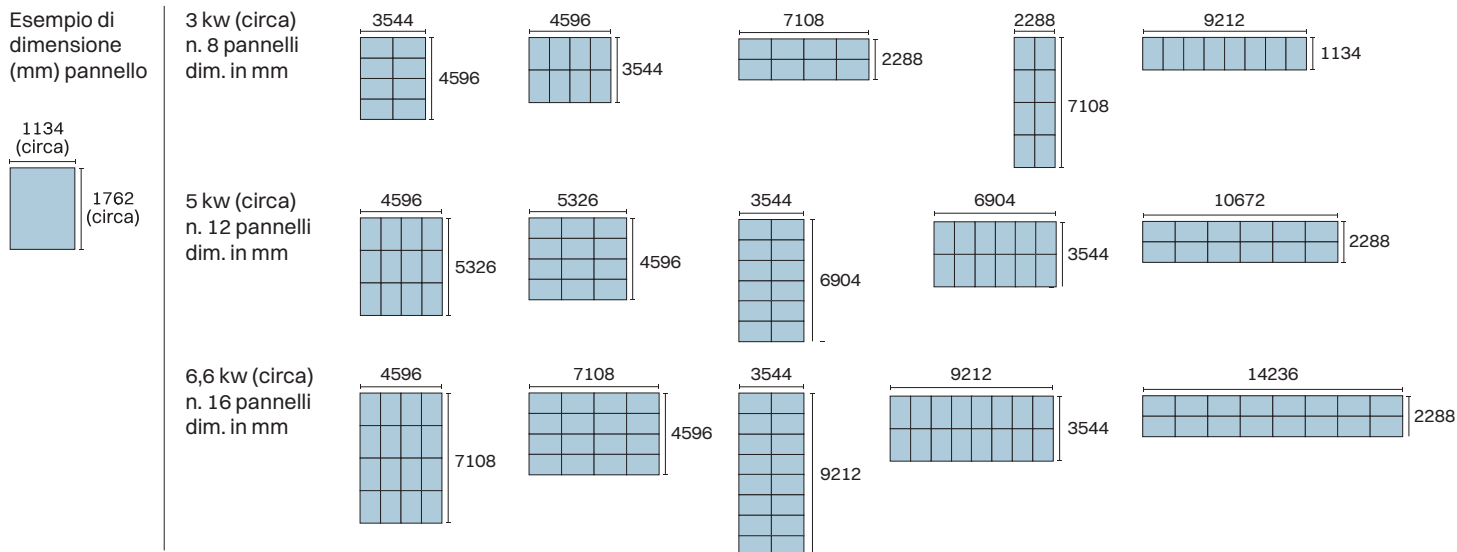 Esempio di
dimensione
(mm) pannello
1134
(circa)
1762
(circa)
3 kw (circa)
n. 8 pannelli
dim. in mm
3544
4596
4596
3544
7108
2288
2288
7108
9212
1134
5 kw (circa)
n. 12 pannelli
dim. in mm
4596
5326
5326
4596
3544
6904
6904
3544
10672
2288
6,6 kw (circa)
n. 16 pannelli
dim. in mm
4596
7108
7108
4596
3544
9212
9212
3544
14236
2288